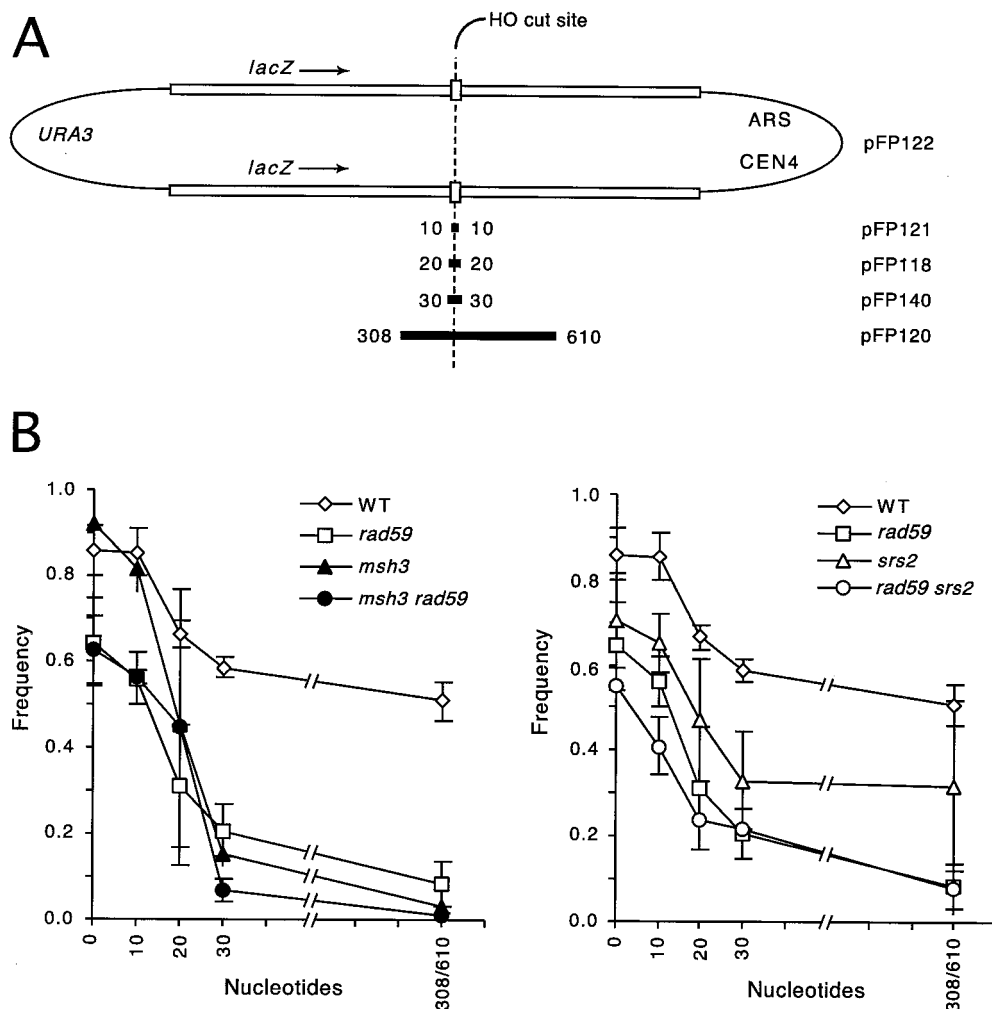 A
HO cut site
lacZ
URA3
ARS
CEN4
pFP122
lacZ
10 10 pFP121
20 20 pFP118
30 30 pFP140
308 610 pFP120
B
1.0
0.8
0.6
0.4
0.2
0.0
Frequency
WT
rad59
msh3
msh3 rad59
0
10
20
30
308/610
Nucleotides
1.0
0.8
0.6
0.4
0.2
0.0
Frequency
WT
rad59
srs2
rad59 srs2
0
10
20
30
308/610
Nucleotides